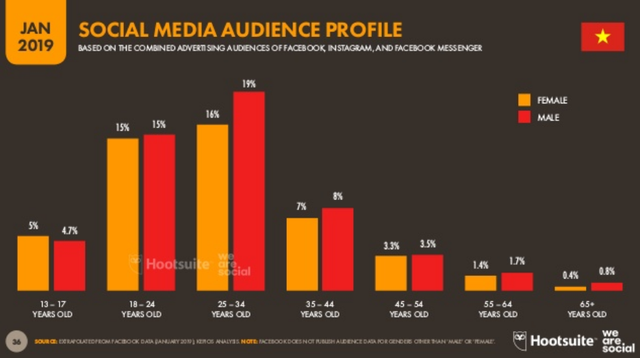 JAN
2019
SOCIAL MEDIA AUDIENCE PROFILE
BASED ON THE COMBINED ADVERTISING AUDIENCES OF FACEBOOK, INSTAGRAM, AND FACEBOOK MESSENGER
FEMALE
MALE
5% 4.7% 15% 15% 16% 19% 7% 8% 3.3% 3.5% 1.4% 1.7% 0.4% 0.8%
Hootsuite we are social
13 – 17 18 – 24 25 – 34 35 – 44 45 – 54 55 – 64 65+
YEARS OLD YEARS OLD YEARS OLD YEARS OLD YEARS OLD YEARS OLD YEARS OLD
36 SOURCE: EXTRAPOLATED FROM FACEBOOK DATA (JANUARY 2019); KEPIOS ANALYSIS. NOTE: FACEBOOK DOES NOT PUBLISH AUDIENCE DATA FOR GENDERS OTHER THAN 'MALE' OR 'FEMALE'.
Hootsuite we are social